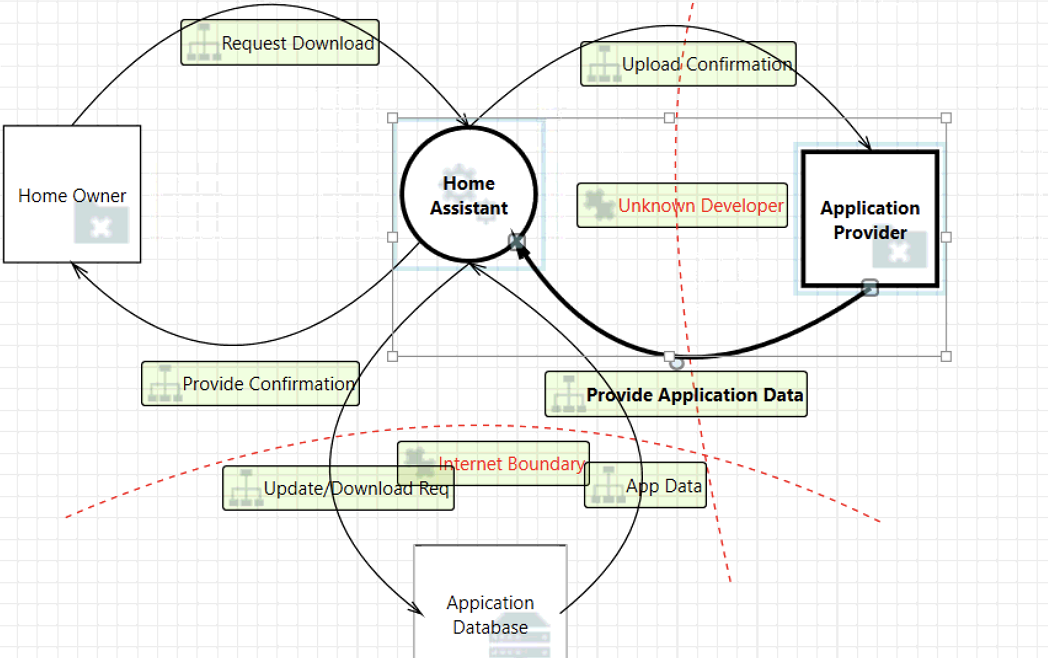 Request Download
Upload Confirmation
Home Owner
Home
Assistant
Unknown Developer
Application
Provider
Provide Confirmation
Provide Application Data
Internet Boundary
Update/Download Req
App Data
Appication
Database